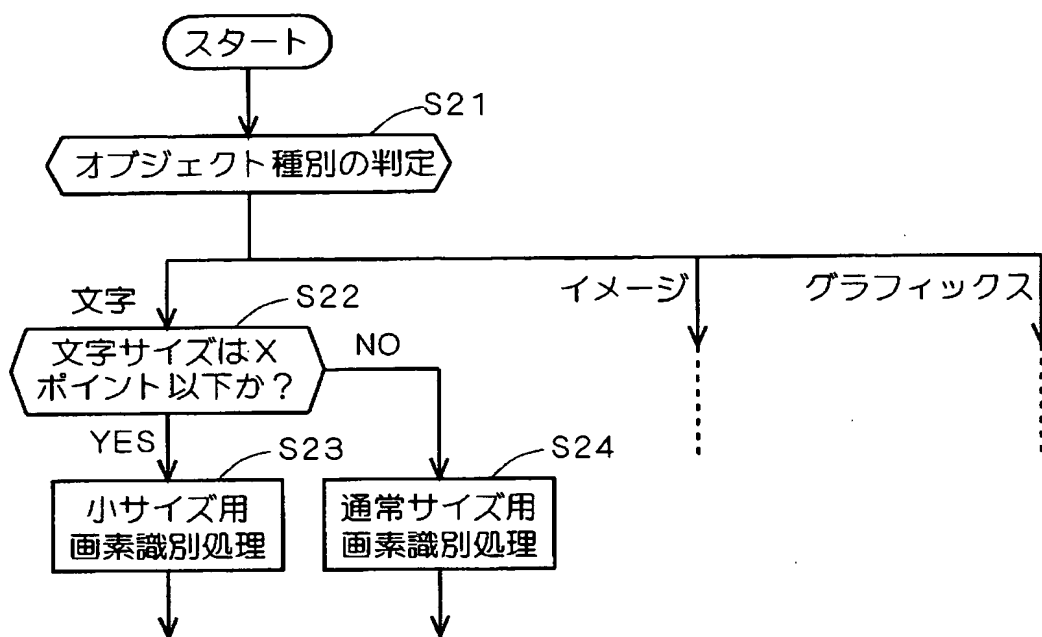 スタート
S21
オブジェクト種別の判定
文字
イメージ
グラフィックス
S22
文字サイズはX
ポイント以下か?
NO
YES
S23
S24
小サイズ用
画素識別処理
通常サイズ用
画素識別処理